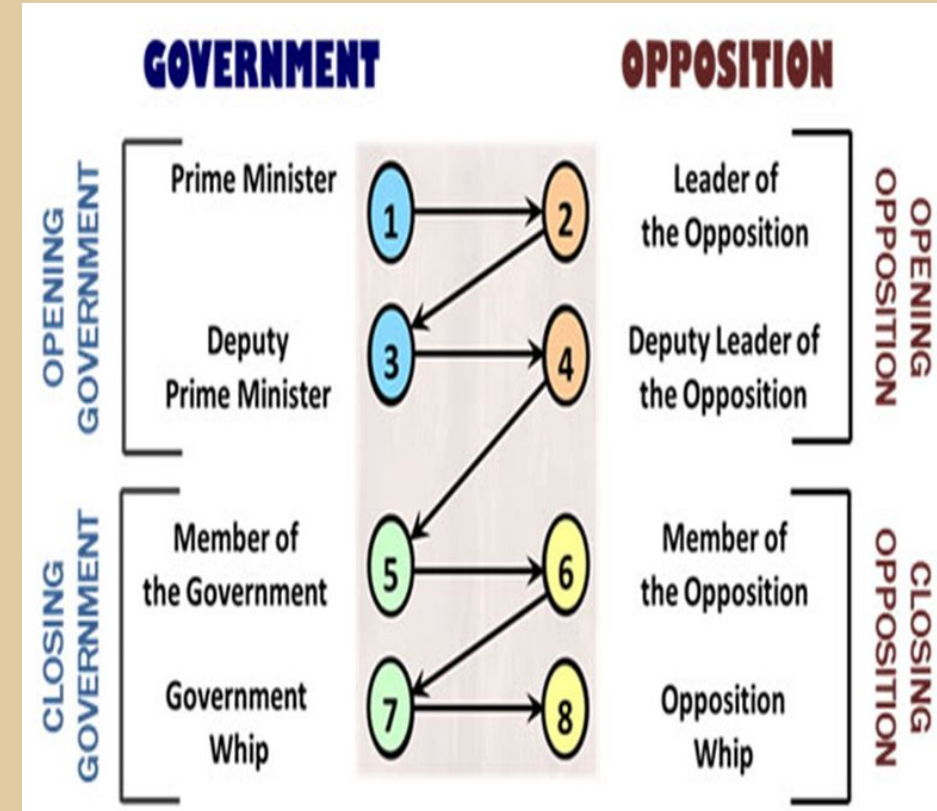 GOVERNMENT
OPPOSITION
OPENING
GOVERNMENT
Prime Minister
1
2
Leader of
the Opposition
OPENING
OPPOSITION
Deputy
Prime Minister
3
4
Deputy Leader of
the Opposition
CLOSING
GOVERNMENT
Member of
the Government
5
6
Member of
the Opposition
CLOSING
OPPOSITION
Government
Whip
7
8
Opposition
Whip